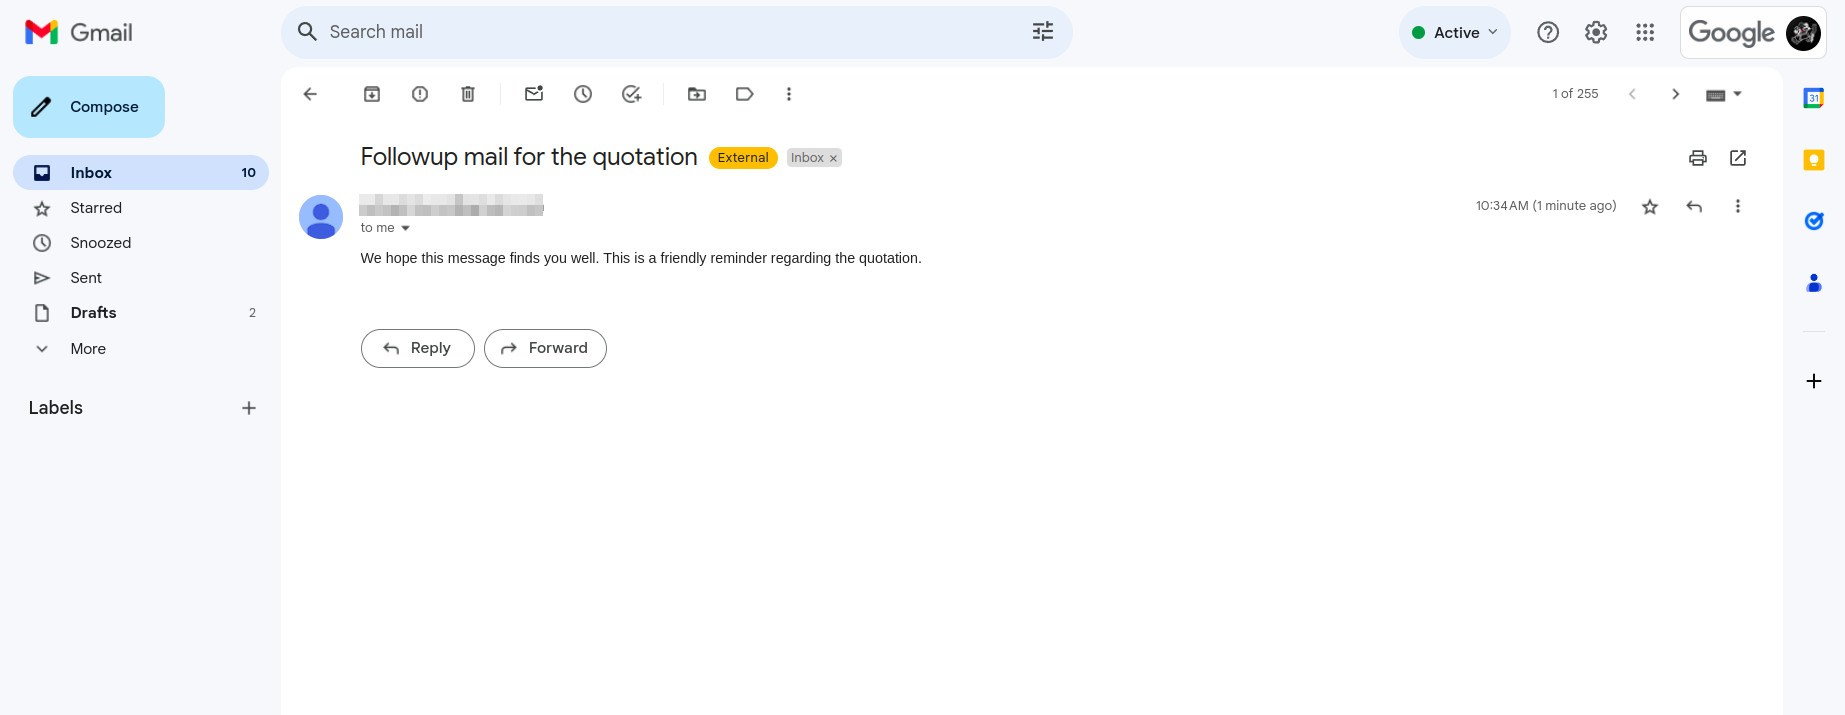 Gmail
Search mail
Active
Google
Compose
1 of 255
31
Inbox 10
Starred
Snoozed
Sent
Drafts 2
More
Labels
Followup mail for the quotation External Inbox ×
10:34 AM (1 minute ago)
to me
We hope this message finds you well. This is a friendly reminder regarding the quotation.
Reply
Forward